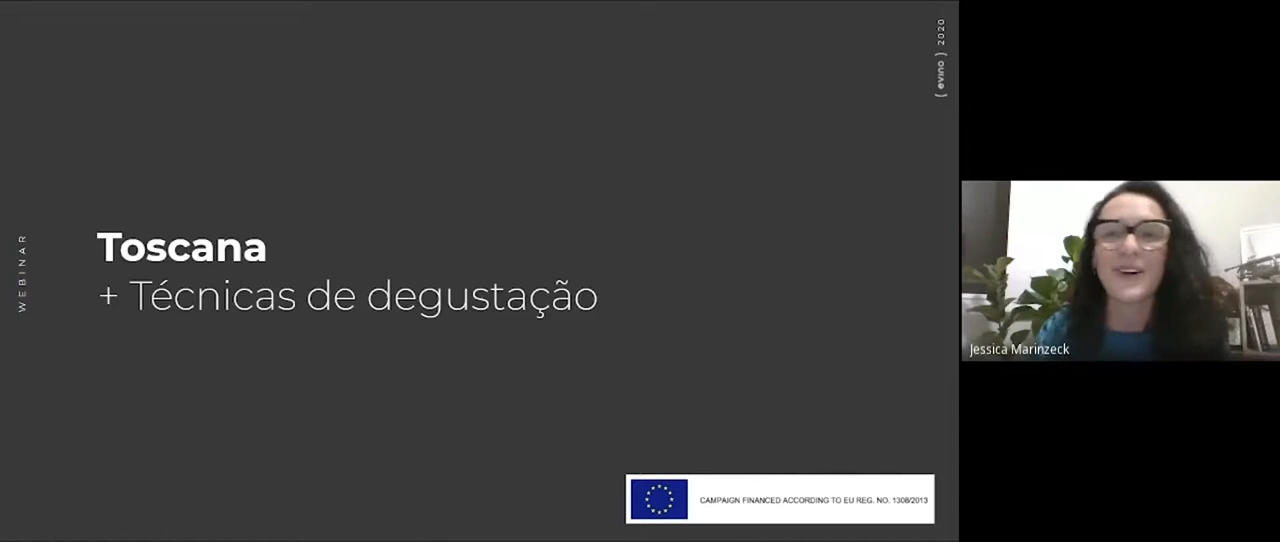 ( evino ) 2020
WEBINAR
Toscana
+ Técnicas de degustação
Jessica Marinzeck
CAMPAIGN FINANCED ACCORDING TO EU REG. NO. 1308/2013